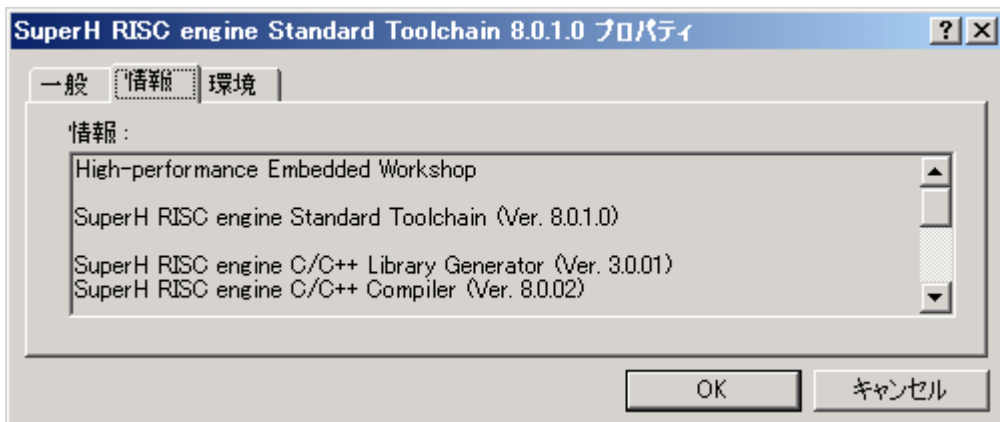 SuperH RISC engine Standard Toolchain 8.0.1.0 プロパティ
一般 情報 環境
情報:
High-performance Embedded Workshop
SuperH RISC engine Standard Toolchain (Ver. 8.0.1.0)
SuperH RISC engine C/C++ Library Generator (Ver. 3.0.01)
SuperH RISC engine C/C++ Compiler (Ver. 8.0.02)
OK キャンセル